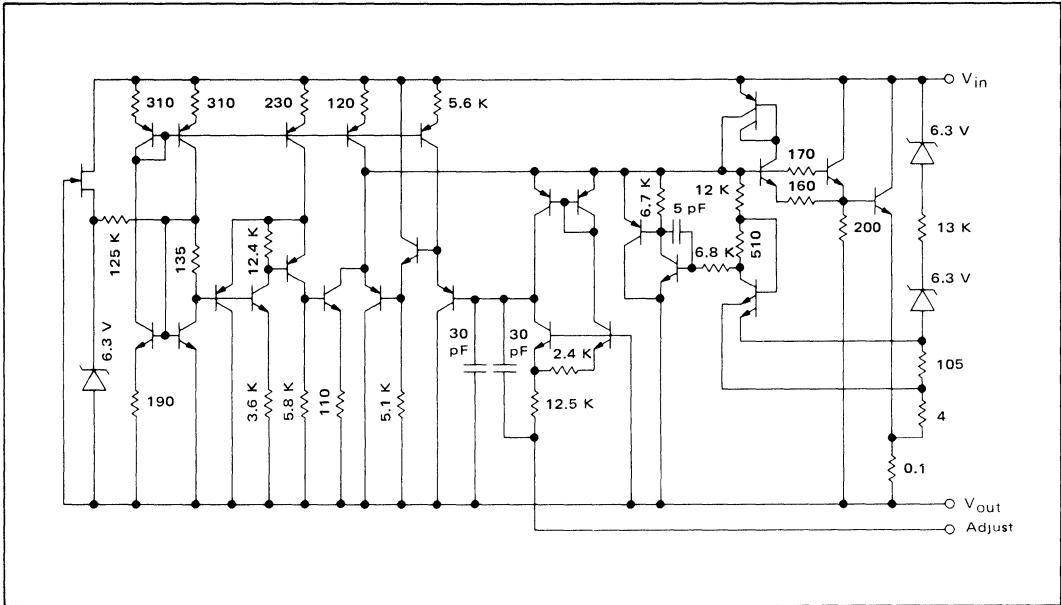 310
310
230
120
5.6 K
V in
6.3 V
170
160
12 K
6.7 K
5 pF
200
13 K
510
6.8 K
125 K
135
12.4 K
6.3 V
6.3 V
30 pF
30 pF
2.4 K
105
190
3.6 K
5.8 K
110
5.1 K
12.5 K
4
0.1
V out
Adjust